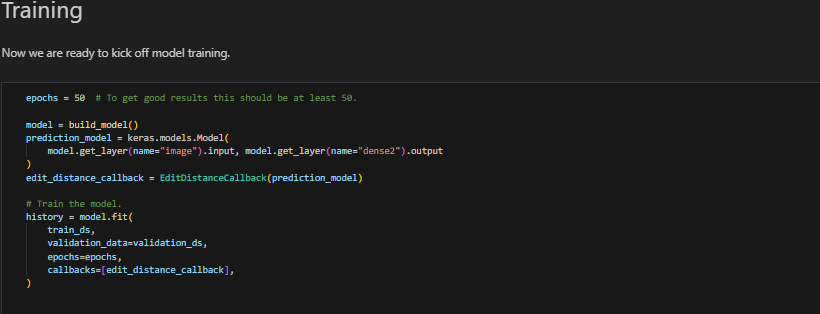 Training
Now we are ready to kick off model training.
epochs = 50  # To get good results this should be at least 50.
model = build_model()
prediction_model = keras.models.Model(
    model.get_layer(name="image").input, model.get_layer(name="dense2").output
)
edit_distance_callback = EditDistanceCallback(prediction_model)
# Train the model.
history = model.fit(
    train_ds,
    validation_data=validation_ds,
    epochs=epochs,
    callbacks=[edit_distance_callback],
)